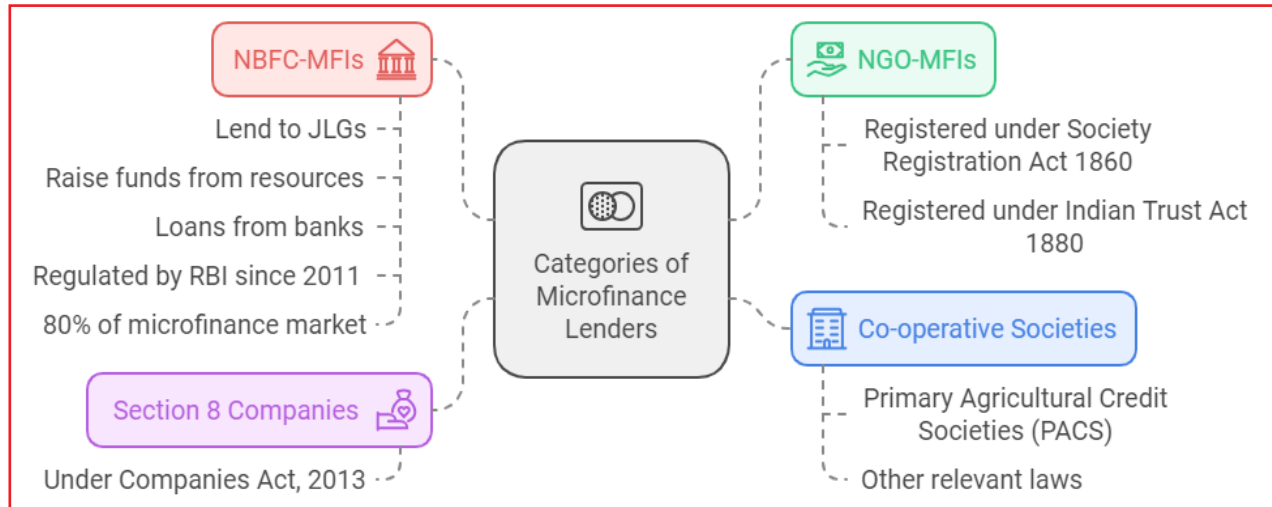 NBFC-MFIs
Lend to JLGs
Raise funds from resources
Loans from banks
Regulated by RBI since 2011
80% of microfinance market
Section 8 Companies
Under Companies Act, 2013
Categories of
Microfinance
Lenders
NGO-MFIs
Registered under Society
Registration Act 1860
Registered under Indian Trust Act
1880
Co-operative Societies
Primary Agricultural Credit
Societies (PACS)
Other relevant laws